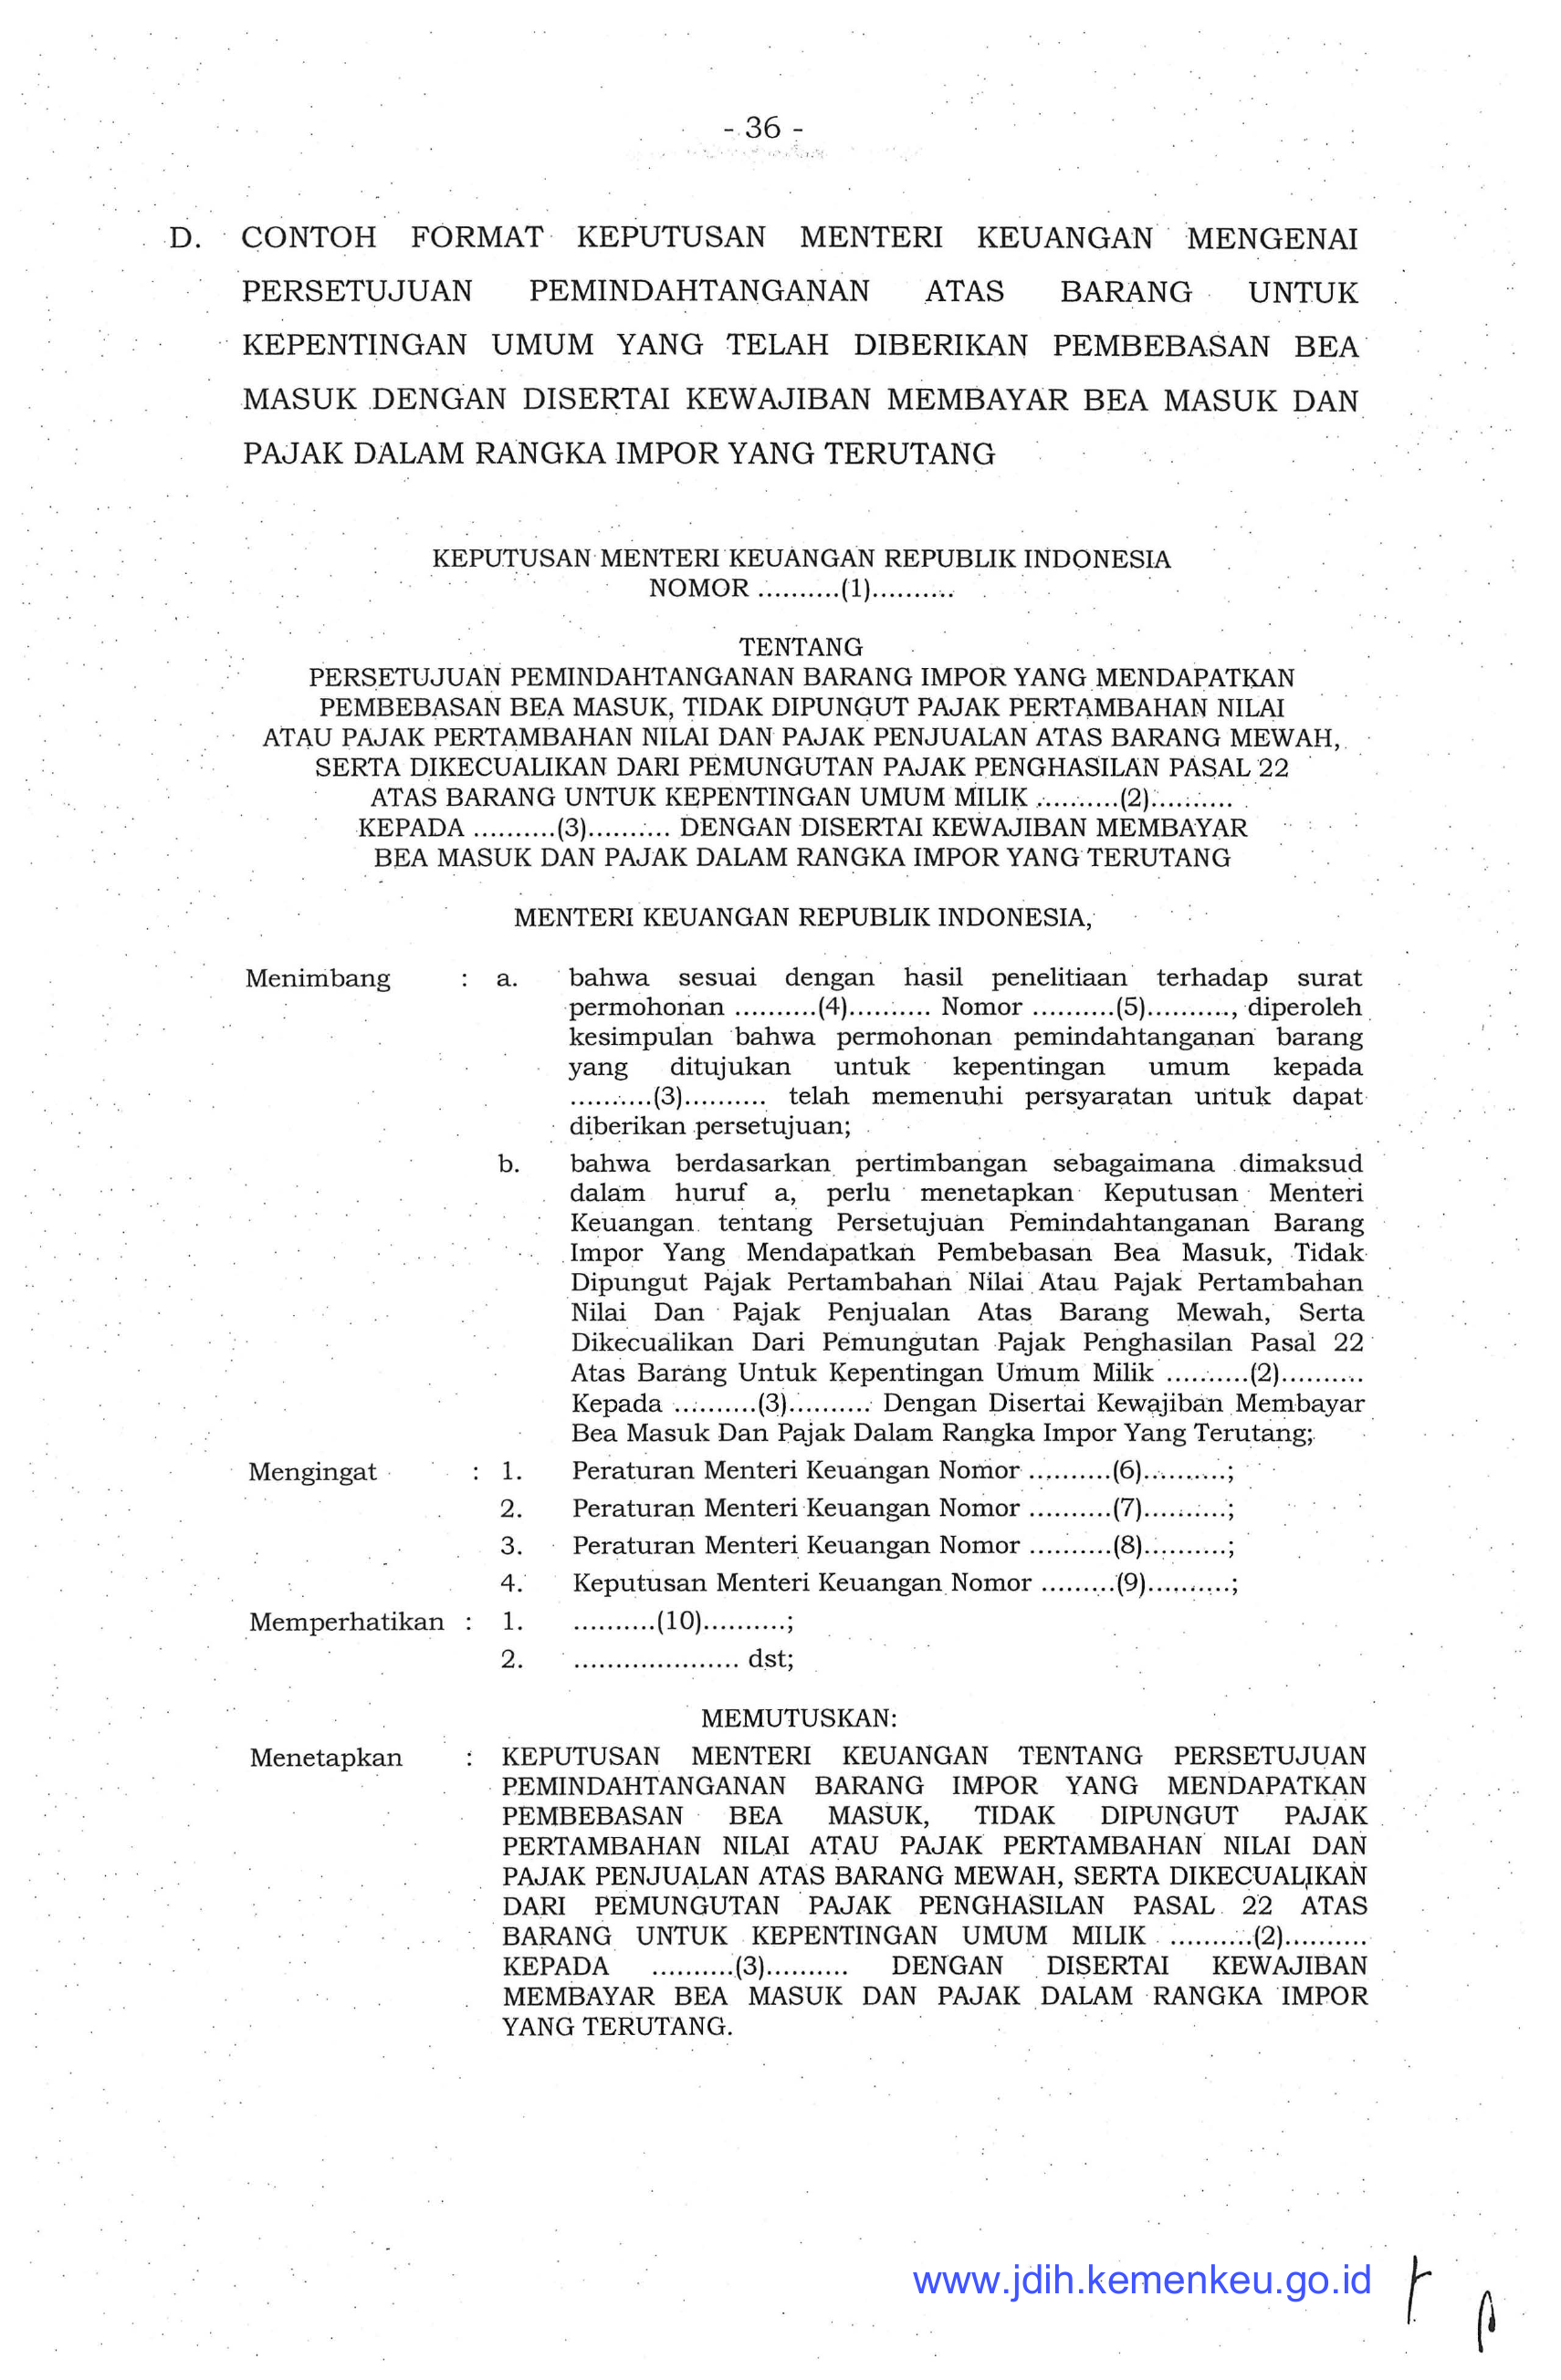 - 36 -
D. CONTOH FORMAT KEPUTUSAN MENTERI KEUANGAN MENGENAI
PERSETUJUAN PEMINDAHTANGANAN ATAS BARANG UNTUK
KEPENTINGAN UMUM YANG TELAH DIBERIKAN PEMBEBASAN BEA
MASUK DENGAN DISERTAI KEWAJIBAN MEMBAYAR BEA MASUK DAN
PAJAK DALAM RANGKA IMPOR YANG TERUTANG
KEPUTUSAN MENTERI KEUANGAN REPUBLIK INDONESIA
NOMOR ..........(1)..........
TENTANG
PERSETUJUAN PEMINDAHTANGANAN BARANG IMPOR YANG MENDAPATKAN
PEMBEBASAN BEA MASUK, TIDAK DIPUNGUT PAJAK PERTAMBAHAN NILAI
ATAU PAJAK PERTAMBAHAN NILAI DAN PAJAK PENJUALAN ATAS BARANG MEWAH,
SERTA DIKECUALIKAN DARI PEMUNGUTAN PAJAK PENGHASILAN PASAL 22
ATAS BARANG UNTUK KEPENTINGAN UMUM MILIK ..........(2)..........
KEPADA ..........(3).......... DENGAN DISERTAI KEWAJIBAN MEMBAYAR
BEA MASUK DAN PAJAK DALAM RANGKA IMPOR YANG TERUTANG
MENTERI KEUANGAN REPUBLIK INDONESIA,
Menimbang : a. bahwa sesuai dengan hasil penelitiaan terhadap surat
permohonan ..........(4).......... Nomor ..........(5).........., diperoleh
kesimpulan bahwa permohonan pemindahtanganan barang
yang ditujukan untuk kepentingan umum kepada
..........(3).......... telah memenuhi persyaratan untuk dapat
diberikan persetujuan;
b. bahwa berdasarkan pertimbangan sebagaimana dimaksud
dalam huruf a, perlu menetapkan Keputusan Menteri
Keuangan tentang Persetujuan Pemindahtanganan Barang
Impor Yang Mendapatkan Pembebasan Bea Masuk, Tidak
Dipungut Pajak Pertambahan Nilai Atau Pajak Pertambahan
Nilai Dan Pajak Penjualan Atas Barang Mewah, Serta
Dikecualikan Dari Pemungutan Pajak Penghasilan Pasal 22
Atas Barang Untuk Kepentingan Umum Milik ..........(2)..........
Kepada ..........(3).......... Dengan Disertai Kewajiban Membayar
Bea Masuk Dan Pajak Dalam Rangka Impor Yang Terutang;
Mengingat : 1. Peraturan Menteri Keuangan Nomor ..........(6)..........;
2. Peraturan Menteri Keuangan Nomor ..........(7)..........;
3. Peraturan Menteri Keuangan Nomor ..........(8)..........;
4. Keputusan Menteri Keuangan Nomor .........(9)..........;
Memperhatikan : 1. ..........(10)..........;
2. .................... dst;
MEMUTUSKAN:
Menetapkan : KEPUTUSAN MENTERI KEUANGAN TENTANG PERSETUJUAN
PEMINDAHTANGANAN BARANG IMPOR YANG MENDAPATKAN
PEMBEBASAN BEA MASUK, TIDAK DIPUNGUT PAJAK
PERTAMBAHAN NILAI ATAU PAJAK PERTAMBAHAN NILAI DAN
PAJAK PENJUALAN ATAS BARANG MEWAH, SERTA DIKECUALIKAN
DARI PEMUNGUTAN PAJAK PENGHASILAN PASAL 22 ATAS
BARANG UNTUK KEPENTINGAN UMUM MILIK ..........(2)..........
KEPADA ..........(3).......... DENGAN DISERTAI KEWAJIBAN
MEMBAYAR BEA MASUK DAN PAJAK DALAM RANGKA IMPOR
YANG TERUTANG.
www.jdih.kemenkeu.go.id